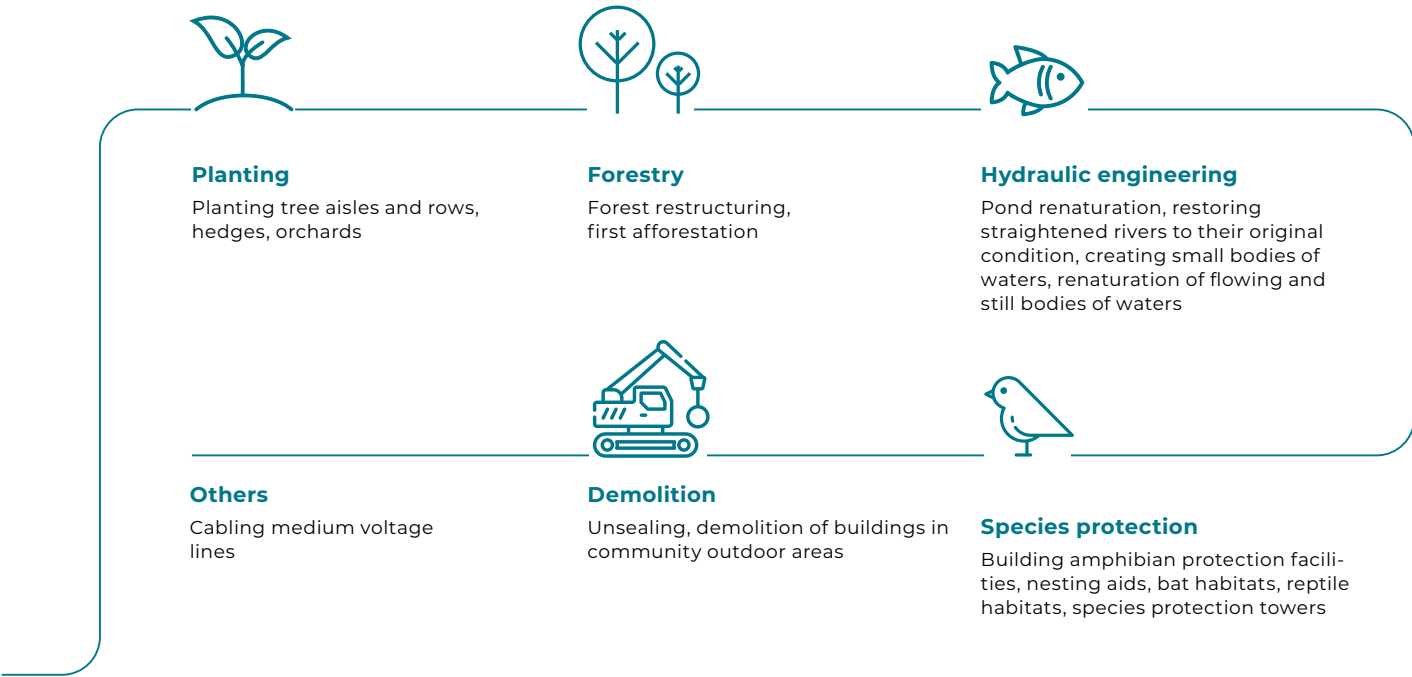 Planting
Planting tree aisles and rows,
hedges, orchards
Forestry
Forest restructuring,
first afforestation
Hydraulic engineering
Pond renaturation, restoring
straightened rivers to their original
condition, creating small bodies of
waters, renaturation of flowing and
still bodies of waters
Others
Cabling medium voltage
lines
Demolition
Unsealing, demolition of buildings in
community outdoor areas
Species protection
Building amphibian protection facili-
ties, nesting aids, bat habitats, reptile
habitats, species protection towers